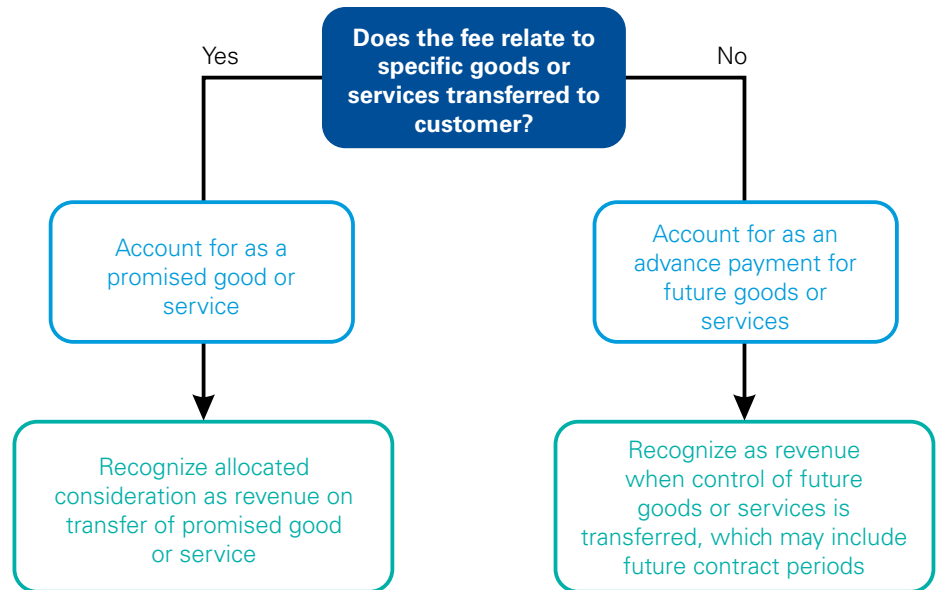 Does the fee relate to
specific goods or
services transferred to
customer?
Yes
No
Account for as a
promised good or
service
Account for as an
advance payment for
future goods or
services
Recognize allocated
consideration as revenue on
transfer of promised good
or service
Recognize as revenue
when control of future
goods or services is
transferred, which may include
future contract periods